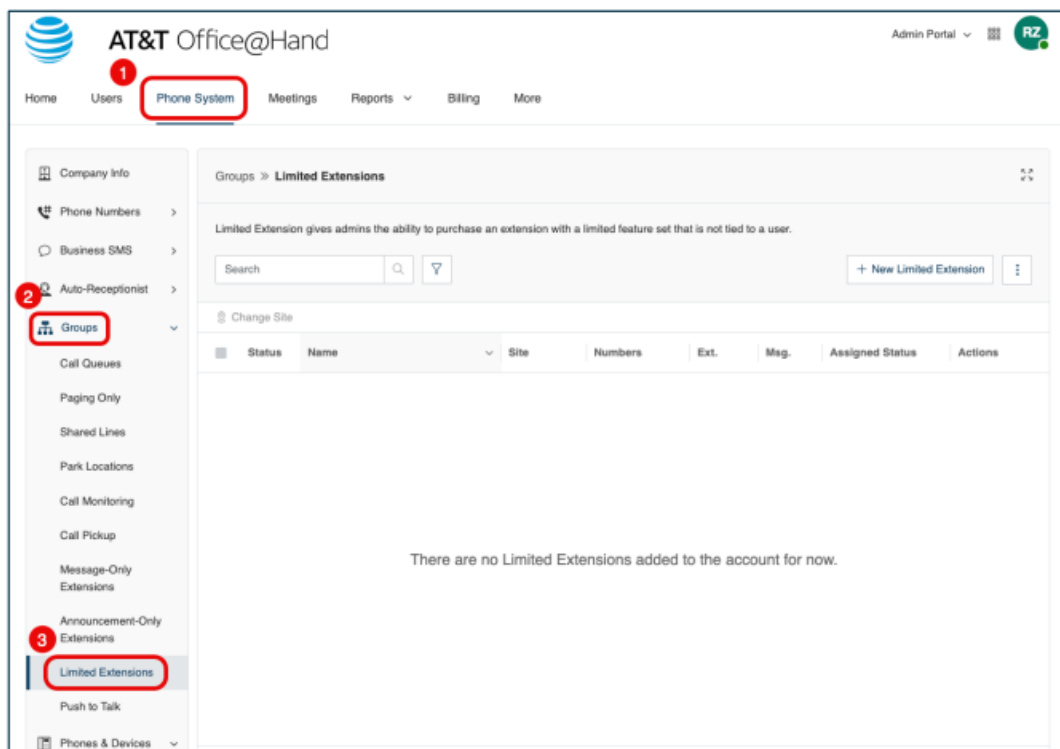 AT&T Office@Hand
Admin Portal
RZ
1
Home Users Phone System Meetings Reports Billing More
Company Info
Phone Numbers
Business SMS
Auto-Receptionist
2
Groups
Call Queues
Paging Only
Shared Lines
Park Locations
Call Monitoring
Call Pickup
Message-Only
Extensions
Announcement-Only
Extensions
3
Limited Extensions
Push to Talk
Phones & Devices
Groups » Limited Extensions
Limited Extension gives admins the ability to purchase an extension with a limited feature set that is not tied to a user.
Search
+ New Limited Extension
Change Site
Status Name Site Numbers Ext. Msg. Assigned Status Actions
There are no Limited Extensions added to the account for now.